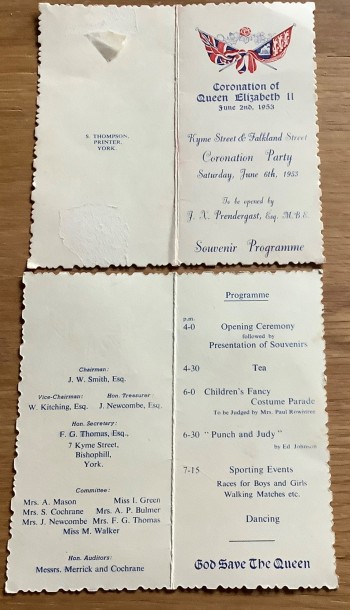 S. THOMPSON,
PRINTER,
YORK.
Coronation of
Queen Elizabeth II
June 2nd, 1953
Kyme Street & Falkland Street
Coronation Party
Saturday, June 6th, 1953
To be opened by
J. X. Prendergast, Esq. M.B.E.
Souvenir Programme
Chairman:
J. W. Smith, Esq.
Vice-Chairman: Hon. Treasurer:
W. Kitching, Esq. J. Newcombe, Esq.
Hon. Secretary:
F. G. Thomas, Esq.,
7 Kyme Street,
Bishophill,
York.
Committee:
Mrs. A. Mason Miss I. Green
Mrs. S. Cochrane Mrs. A. P. Bulmer
Mrs. J. Newcombe Mrs. F. G. Thomas
Miss M. Walker
Hon. Auditors:
Messrs. Merrick and Cochrane
Programme
p.m.
4-0 Opening Ceremony
followed by
Presentation of Souvenirs
4-30 Tea
6-0 Children's Fancy
Costume Parade
To be Judged by Mrs. Paul Rowntree
6-30 "Punch and Judy"
by Ed Johnson
7-15 Sporting Events
Races for Boys and Girls
Walking Matches etc.
Dancing
God Save The Queen